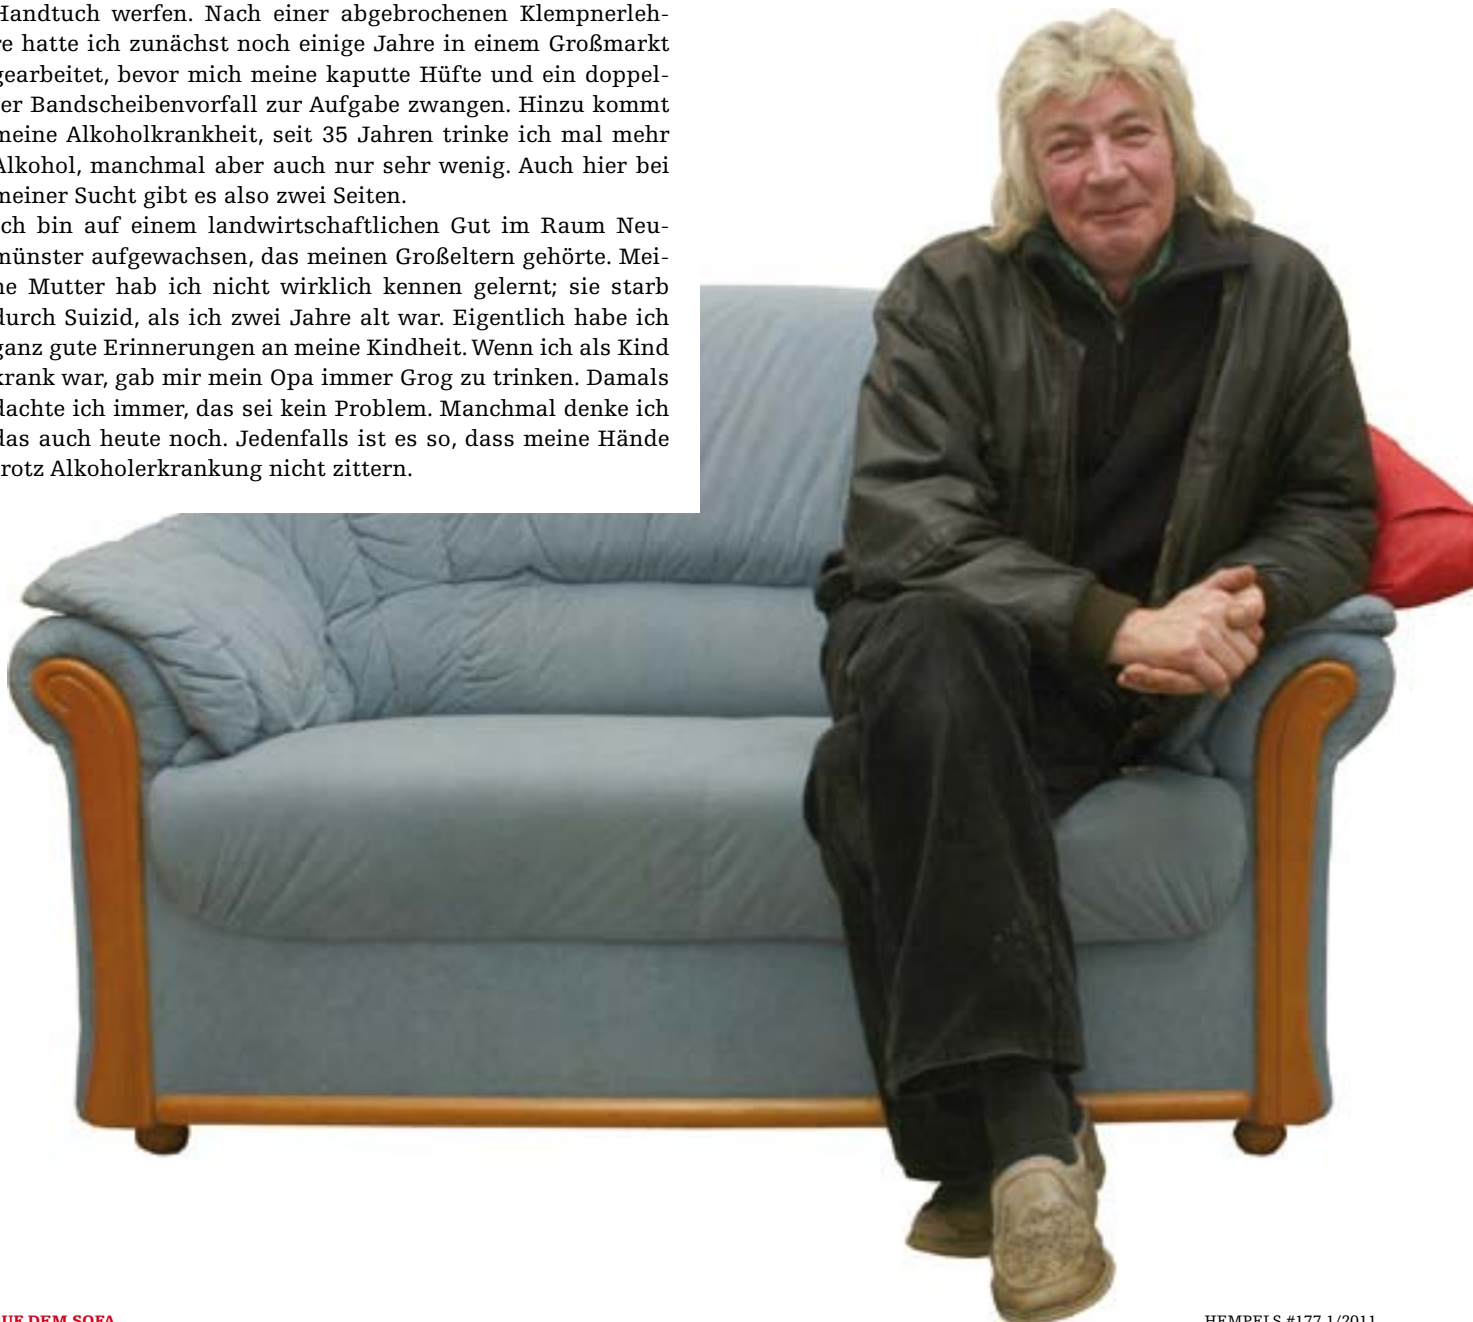 Handtuch werfen. Nach einer abgebrochenen Klempnerleh-
re hatte ich zunächst noch einige Jahre in einem Großmarkt
gearbeitet, bevor mich meine kaputte Hüfte und ein doppel-
ter Bandscheibenvorfall zur Aufgabe zwangen. Hinzu kommt
meine Alkoholkrankheit, seit 35 Jahren trinke ich mal mehr
Alkohol, manchmal aber auch nur sehr wenig. Auch hier bei
meiner Sucht gibt es also zwei Seiten.
Ich bin auf einem landwirtschaftlichen Gut im Raum Neu-
münster aufgewachsen, das meinen Großeltern gehörte. Mei-
ne Mutter hab ich nicht wirklich kennen gelernt; sie starb
durch Suizid, als ich zwei Jahre alt war. Eigentlich habe ich
ganz gute Erinnerungen an meine Kindheit. Wenn ich als Kind
krank war, gab mir mein Opa immer Grog zu trinken. Damals
dachte ich immer, das sei kein Problem. Manchmal denke ich
das auch heute noch. Jedenfalls ist es so, dass meine Hände
trotz Alkoholerkrankung nicht zittern.
UF DEM SOFA
HEMPELS #177 1/2011